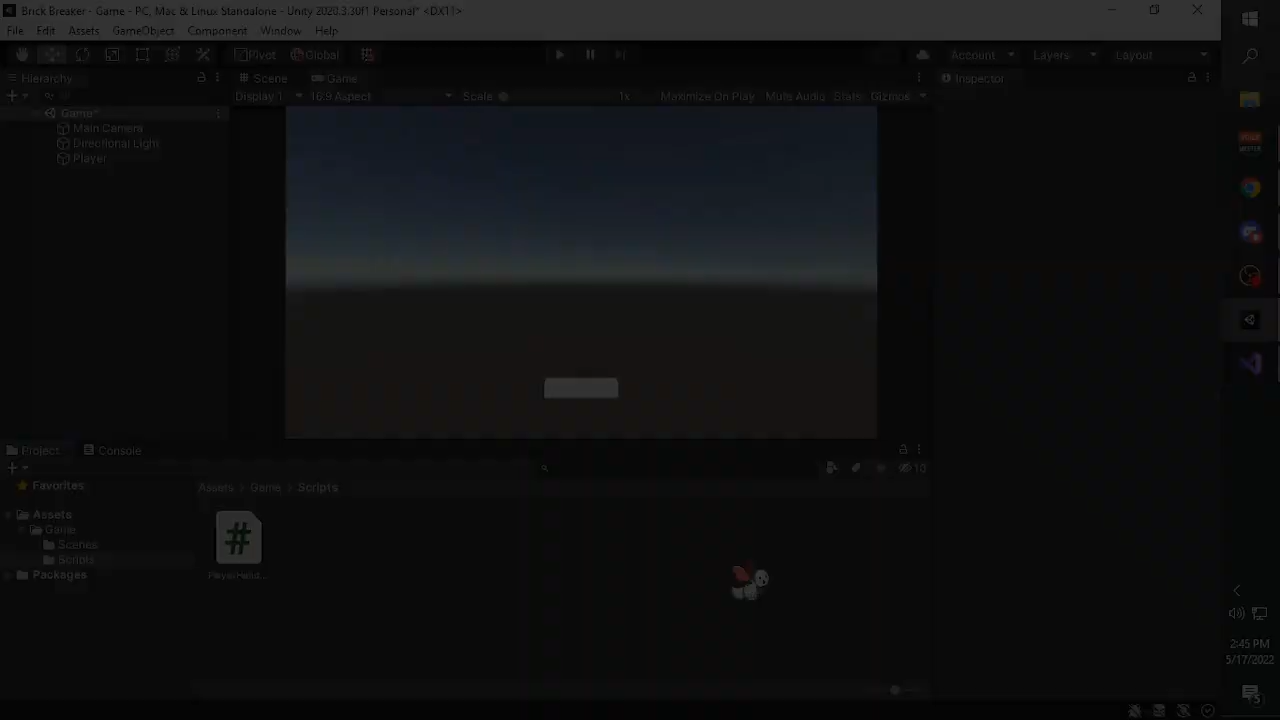 Brick Breaker - Game - PC, Mac & Linux Standalone - Unity 2020.3.30f1 Personal* <DX11>
File Edit Assets GameObject Component Window Help
Pivot Global Account Layers Layout
Hierarchy Scene Game Inspector
Display 1 16:9 Aspect Scale 1x Maximize On Play Mute Audio Stats Gizmos
Game*
Main Camera
Directional Light
Player
Project Console
10
Favorites Assets > Game > Scripts
Assets
Game
Scenes
Scripts
Packages
#
2:45 PM
5/17/2022